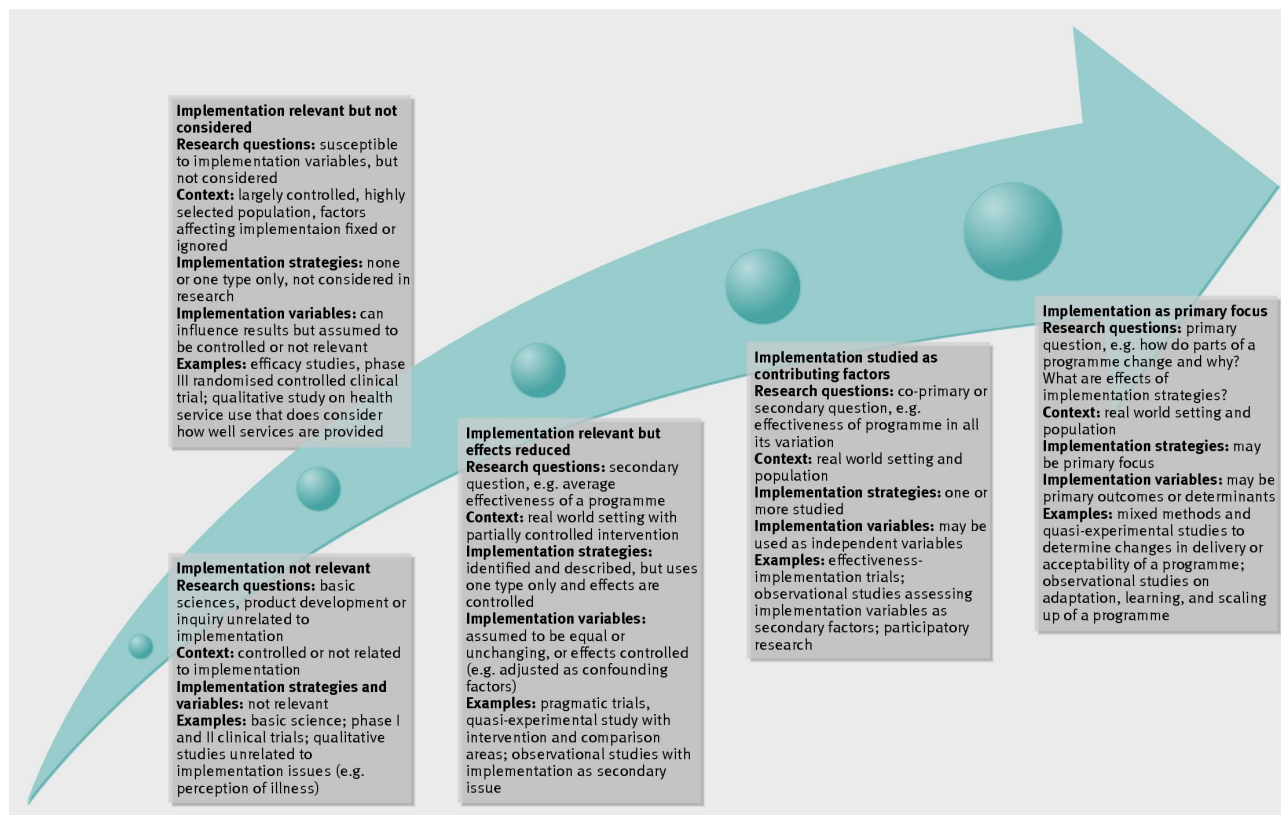 Implementation relevant but not
considered
Research questions: susceptible
to implementation variables, but
not considered
Context: largely controlled, highly
selected population, factors
affecting implementaion fixed or
ignored
Implementation strategies: none
or one type only, not considered in
research
Implementation variables: can
influence results but assumed to
be controlled or not relevant
Examples: efficacy studies, phase
III randomised controlled clinical
trial; qualitative study on health
service use that does consider
how well services are provided
Implementation not relevant
Research questions: basic
sciences, product development or
inquiry unrelated to
implementation
Context: controlled or not related
to implementation
Implementation strategies and
variables: not relevant
Examples: basic science; phase I
and II clinical trials; qualitative
studies unrelated to
implementation issues (e.g.
perception of illness)
Implementation relevant but
effects reduced
Research questions: secondary
question, e.g. average
effectiveness of a programme
Context: real world setting with
partially controlled intervention
Implementation strategies:
identified and described, but uses
one type only and effects are
controlled
Implementation variables:
assumed to be equal or
unchanging, or effects controlled
(e.g. adjusted as confounding
factors)
Examples: pragmatic trials,
quasi-experimental study with
intervention and comparison
areas; observational studies with
implementation as secondary
issue
Implementation studied as
contributing factors
Research questions: co-primary or
secondary question, e.g.
effectiveness of programme in all
its variation
Context: real world setting and
population
Implementation strategies: one or
more studied
Implementation variables: may be
used as independent variables
Examples: effectiveness-
implementation trials;
observational studies assessing
implementation variables as
secondary factors; participatory
research
Implementation as primary focus
Research questions: primary
question, e.g. how do parts of a
programme change and why?
What are effects of
implementation strategies?
Context: real world setting and
population
Implementation strategies: may
be primary focus
Implementation variables: may be
primary outcomes or determinants
Examples: mixed methods and
quasi-experimental studies to
determine changes in delivery or
acceptability of a programme;
observational studies on
adaptation, learning, and scaling
up of a programme